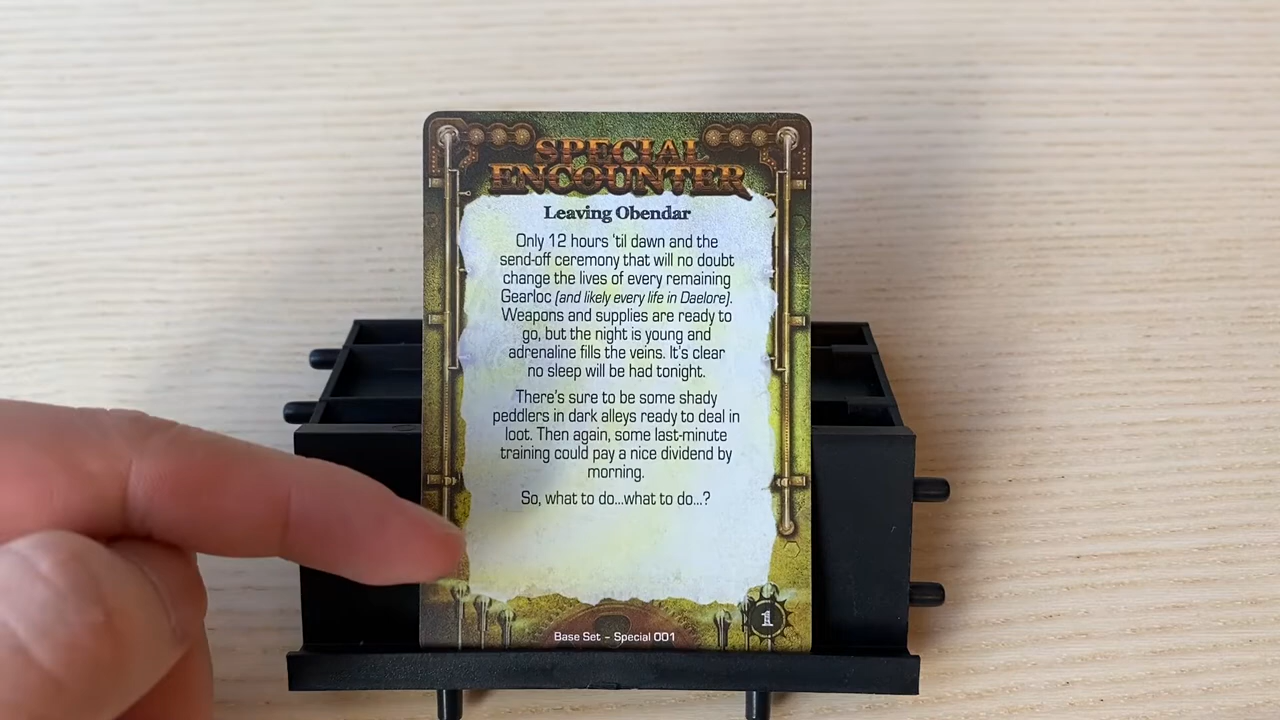 SPECIAL
ENCOUNTER
Leaving Obendar
Only 12 hours 'til dawn and the
send-off ceremony that will no doubt
change the lives of every remaining
Gearloc (and likely every life in Daelore).
Weapons and supplies are ready to
go, but the night is young and
adrenaline fills the veins. It's clear
no sleep will be had tonight.
There's sure to be some shady
peddlers in dark alleys ready to deal in
loot. Then again, some last-minute
training could pay a nice dividend by
morning.
So, what to do...what to do...?
1
Base Set - Special 001